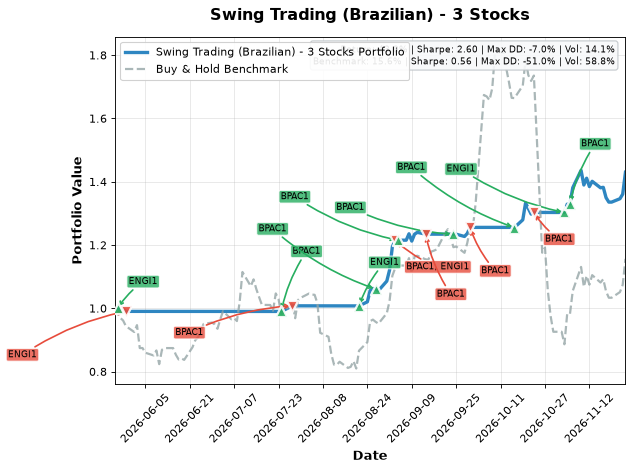 Swing Trading (Brazilian) - 3 Stocks
Swing Trading (Brazilian) - 3 Stocks Portfolio
Buy & Hold Benchmark
| Sharpe: 2.60 | Max DD: -7.0% | Vol: 14.1%
Benchmark: 15.6% | Sharpe: 0.56 | Max DD: -51.0% | Vol: 58.8%
Portfolio Value
1.8
1.6
1.4
1.2
1.0
0.8
BPAC1
BPAC1
ENGI1
BPAC1
BPAC1
BPAC1
BPAC1
BPAC1
ENGI1
BPAC1
ENGI1
BPAC1
ENGI1
BPAC1
BPAC1
ENGI1
2026-06-05
2026-06-21
2026-07-07
2026-07-23
2026-08-08
2026-08-24
2026-09-09
2026-09-25
2026-10-11
2026-10-27
2026-11-12
Date